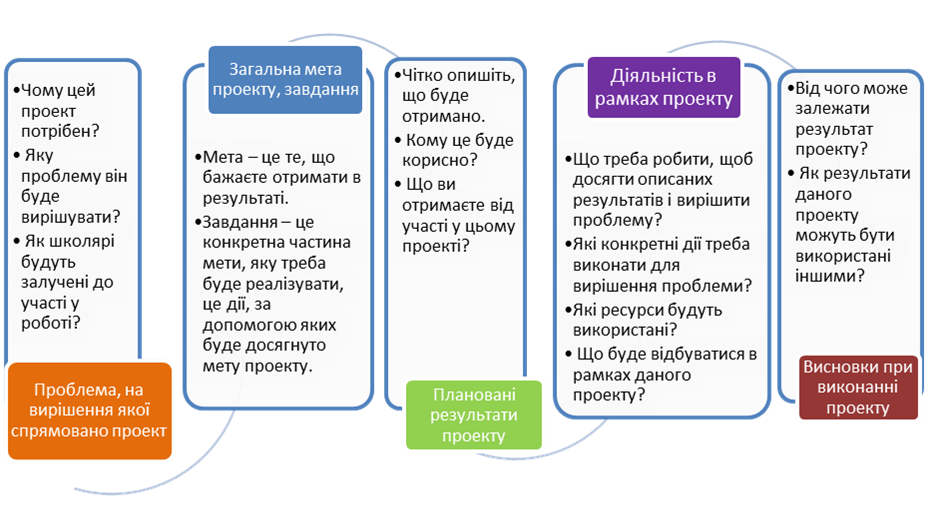 •Чому цей
проект
потрібен?
• Яку
проблему він
буде
вирішувати?
• Як школярі
будуть
залучені до
участі у
роботі?
Проблема, на
вирішення якої
спрямовано проект
Загальна мета
проекту, завдання
•Мета – це те, що
бажаєте отримати в
результаті.
•Завдання – це
конкретна частина
мети, яку треба
буде реалізувати,
це дії, за
допомогою яких
буде досягнуто
мету проекту.
•Чітко опишіть,
що буде
отримано.
• Кому це буде
корисно?
• Що ви
отримаєте від
участі у цьому
проекті?
Плановані
результати
проекту
Діяльність в
рамках проекту
•Що треба робити, щоб
досягти описаних
результатів і вирішити
проблему?
•Які конкретні дії треба
виконати для
вирішення проблеми?
•Які ресурси будуть
використані?
• Що буде відбуватися в
рамках даного
проекту?
•Від чого може
залежати
результат
проекту?
• Як результати
даного
проекту
можуть бути
використані
іншими?
Висновки при
виконанні
проекту